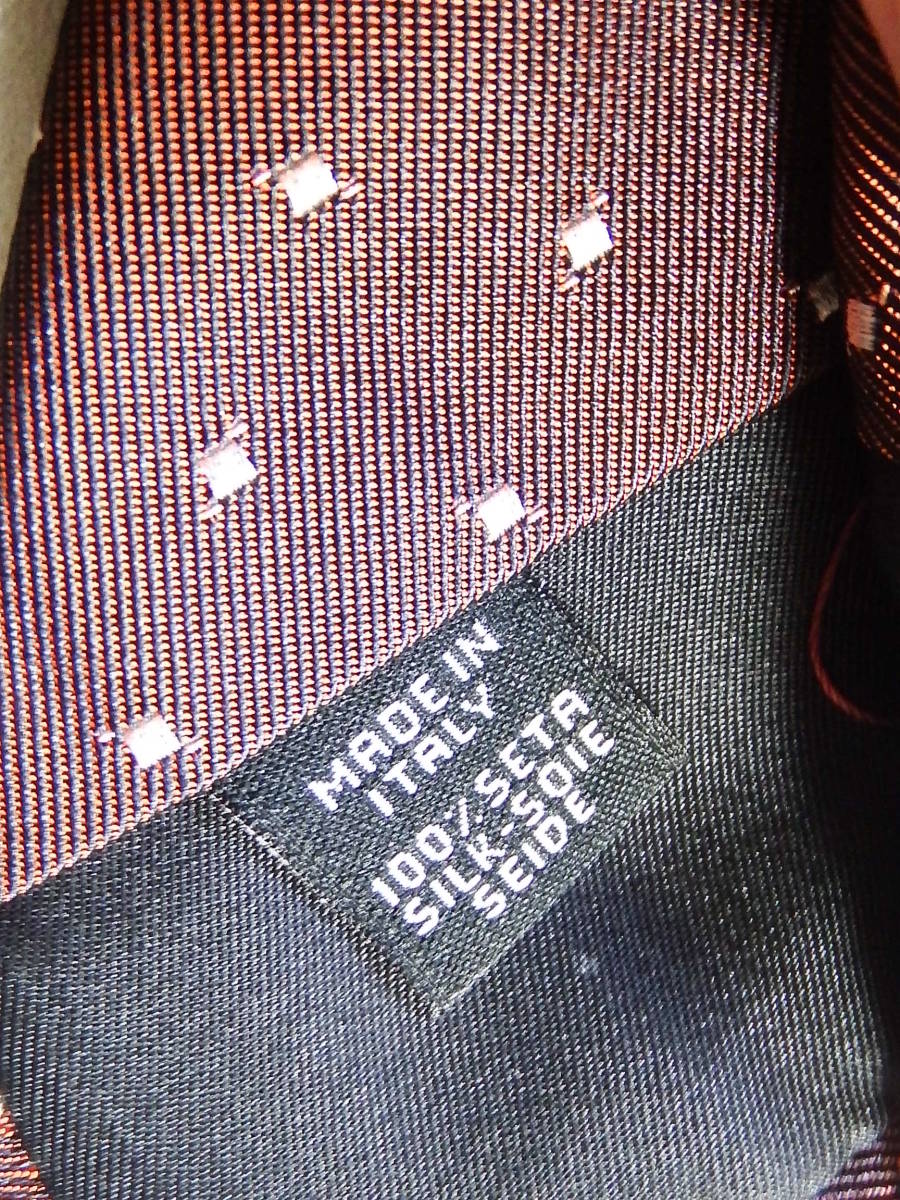 MADE IN
ITALY
100% SETA
SILK·SOIE
SEIDE